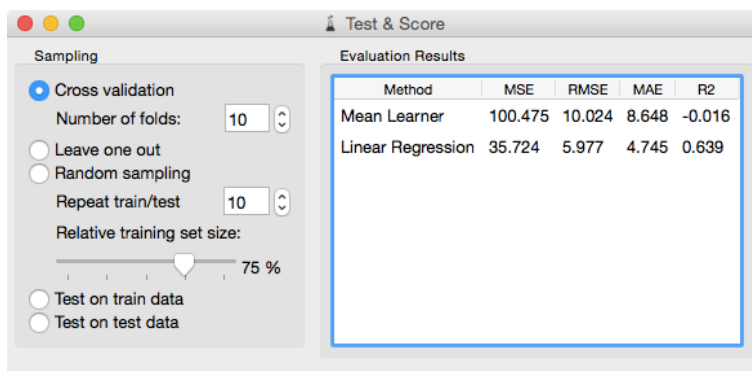 Test & Score
Sampling
Cross validation
Number of folds: 10
Leave one out
Random sampling
Repeat train/test 10
Relative training set size:
75 %
Test on train data
Test on test data
Evaluation Results
Method MSE RMSE MAE R2
Mean Learner 100.475 10.024 8.648 -0.016
Linear Regression 35.724 5.977 4.745 0.639